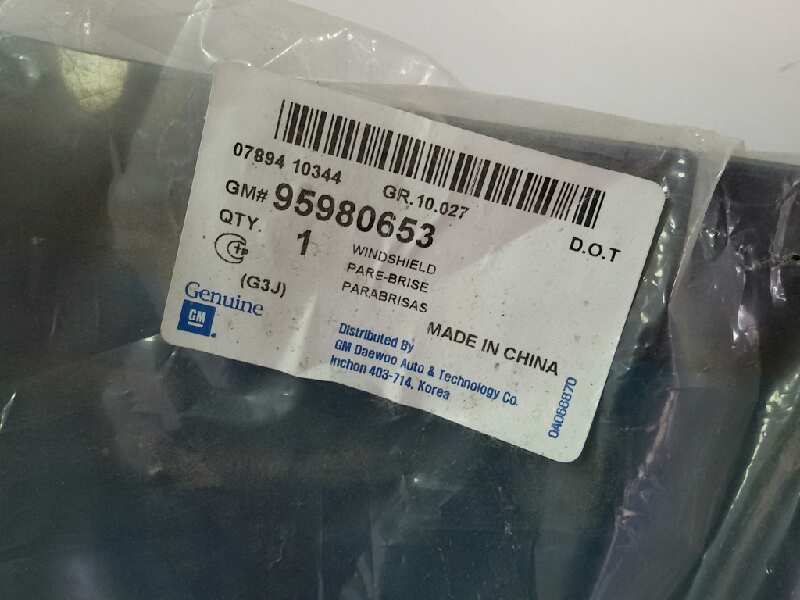 07894 10344 GR.10.027
GM# 95980653
D.O.T
QTY. 1
WINDSHIELD
PARE-BRISE
PARABRISAS
(G3J)
Genuine
GM
MADE IN CHINA
Distributed By
GM Daewoo Auto & Technology Co.
Inchon 403-714, Korea